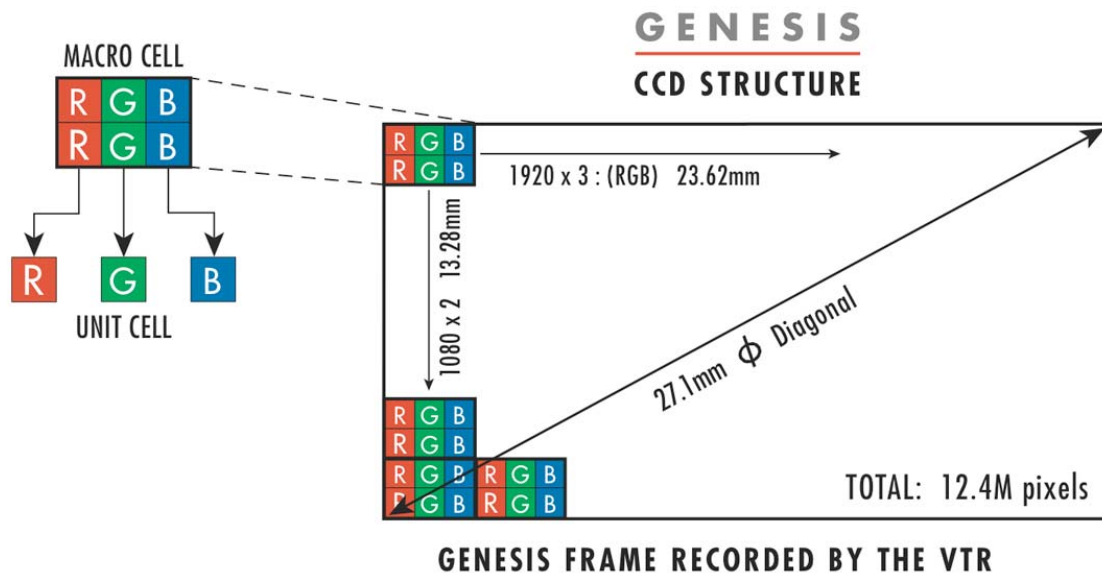 GENESIS
CCD STRUCTURE
MACRO CELL
R G B
R G B
R G B
UNIT CELL
R G B
R G B
1920 x 3 : (RGB) 23.62mm
1080 x 2 13.28mm
27.1mm ϕ Diagonal
R G B
R G B
R G B R G B
R G B R G B
TOTAL: 12.4M pixels
GENESIS FRAME RECORDED BY THE VTR